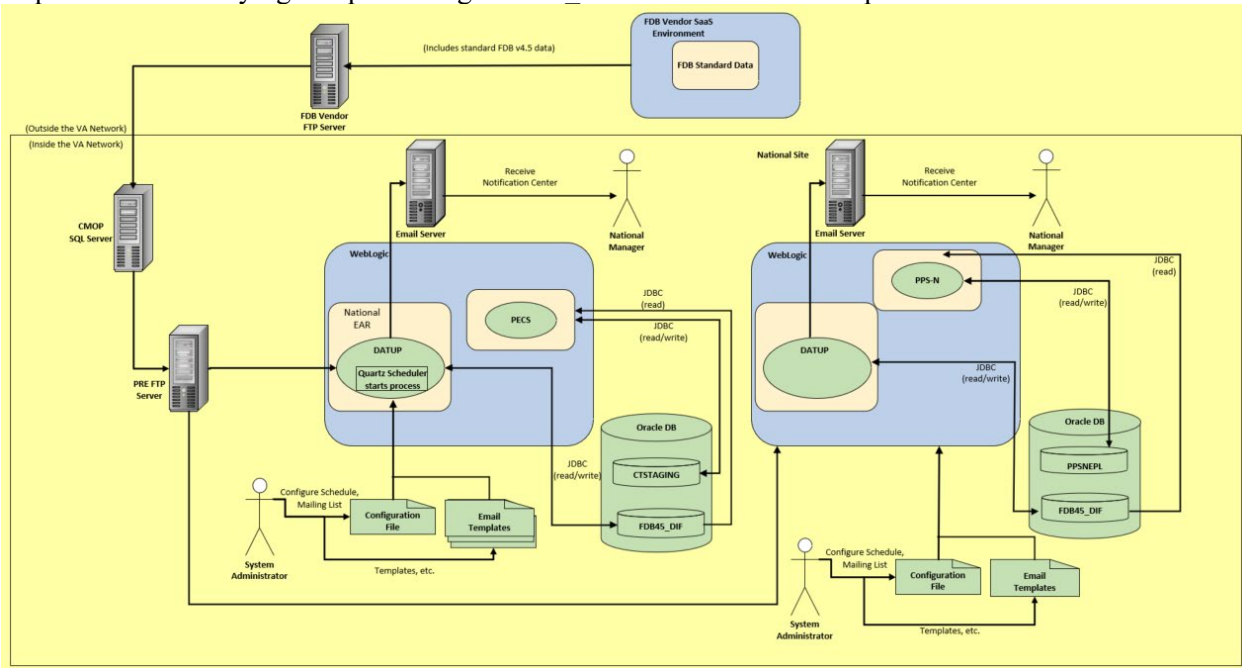 FDB Vendor SaaS
Environment
(Includes standard FDB v4.5 data)
FDB Standard Data
FDB Vendor
FTP Server
(Outside the VA Network)
(Inside the VA Network)
National Site
Receive
Notification Center
Receive
Notification Center
CMOP
SQL Server
Email Server
National
Manager
Email Server
National
Manager
WebLogic
WebLogic
JDBC
(read)
PPS-N
JDBC
(read/write)
National
EAR
JDBC
(read)
PECS
JDBC
(read/write)
DATUP
Quartz Scheduler
starts process
DATUP
JDBC
(read/write)
PRE FTP
Server
Oracle DB
Oracle DB
JDBC
(read/write)
CTSTAGING
PPSNEPL
Configure Schedule,
Mailing List
Configuration
File
Email
Templates
FDB45_DIF
FDB45_DIF
System
Administrator
Templates, etc.
Configure Schedule,
Mailing List
Configuration
File
Email
Templates
System
Administrator
Templates, etc.